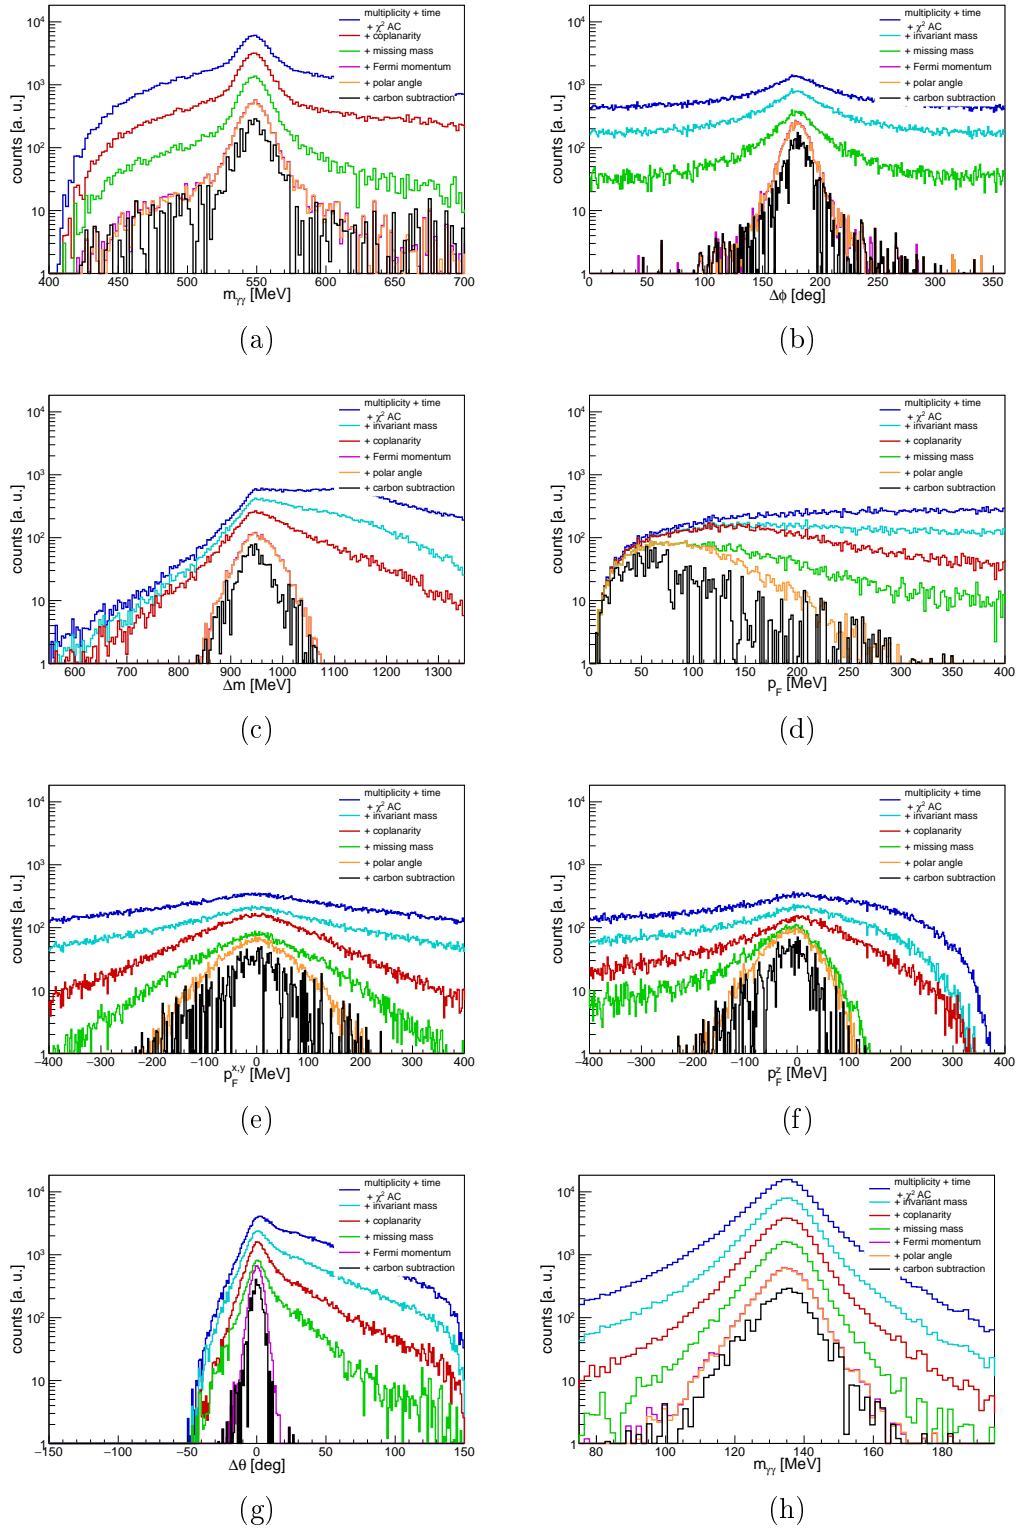 counts [a. u.]
10⁴
10³
10²
10
1
multiplicity + time
+ χ² AC
+ coplanarity
+ missing mass
+ Fermi momentum
+ polar angle
+ carbon subtraction
400 450 500 550 600 650 700
m_γγ [MeV]
(a)
counts [a. u.]
10⁴
10³
10²
10
1
multiplicity + time
+ χ² AC
+ invariant mass
+ missing mass
+ Fermi momentum
+ polar angle
+ carbon subtraction
0 50 100 150 200 250 300 350
Δϕ [deg]
(b)
counts [a. u.]
10⁴
10³
10²
10
1
multiplicity + time
+ χ² AC
+ invariant mass
+ coplanarity
+ Fermi momentum
+ polar angle
+ carbon subtraction
600 700 800 900 1000 1100 1200 1300
Δm [MeV]
(c)
counts [a. u.]
10⁴
10³
10²
10
1
multiplicity + time
+ χ² AC
+ invariant mass
+ coplanarity
+ missing mass
+ polar angle
+ carbon subtraction
0 50 100 150 200 250 300 350 400
p_F [MeV]
(d)
counts [a. u.]
10⁴
10³
10²
10
1
multiplicity + time
+ χ² AC
+ invariant mass
+ coplanarity
+ missing mass
+ polar angle
+ carbon subtraction
−400 −300 −200 −100 0 100 200 300 400
p_F^x,y [MeV]
(e)
counts [a. u.]
10⁴
10³
10²
10
1
multiplicity + time
+ χ² AC
+ invariant mass
+ coplanarity
+ missing mass
+ polar angle
+ carbon subtraction
−400 −300 −200 −100 0 100 200 300 400
p_F^z [MeV]
(f)
counts [a. u.]
10⁴
10³
10²
10
1
multiplicity + time
+ χ² AC
+ invariant mass
+ coplanarity
+ missing mass
+ Fermi momentum
+ carbon subtraction
−150 −100 −50 0 50 100 150
Δθ [deg]
(g)
counts [a. u.]
10⁴
10³
10²
10
1
multiplicity + time
+ χ² AC
+ invariant mass
+ coplanarity
+ missing mass
+ Fermi momentum
+ polar angle
+ carbon subtraction
80 100 120 140 160 180
m_γγ [MeV]
(h)